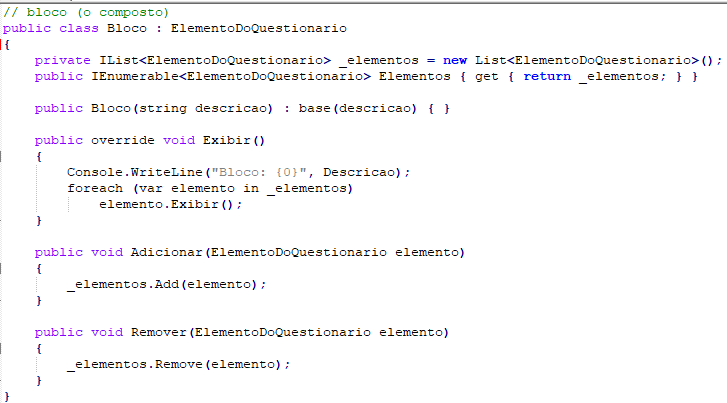 // bloco (o composto)
public class Bloco : ElementoDoQuestionario
{
    private IList<ElementoDoQuestionario> _elementos = new List<ElementoDoQuestionario>();
    public IEnumerable<ElementoDoQuestionario> Elementos { get { return _elementos; } }

    public Bloco(string descricao) : base(descricao) { }

    public override void Exibir()
    {
        Console.WriteLine("Bloco: {0}", Descricao);
        foreach (var elemento in _elementos)
            elemento.Exibir();
    }

    public void Adicionar(ElementoDoQuestionario elemento)
    {
        _elementos.Add(elemento);
    }

    public void Remover(ElementoDoQuestionario elemento)
    {
        _elementos.Remove(elemento);
    }
}